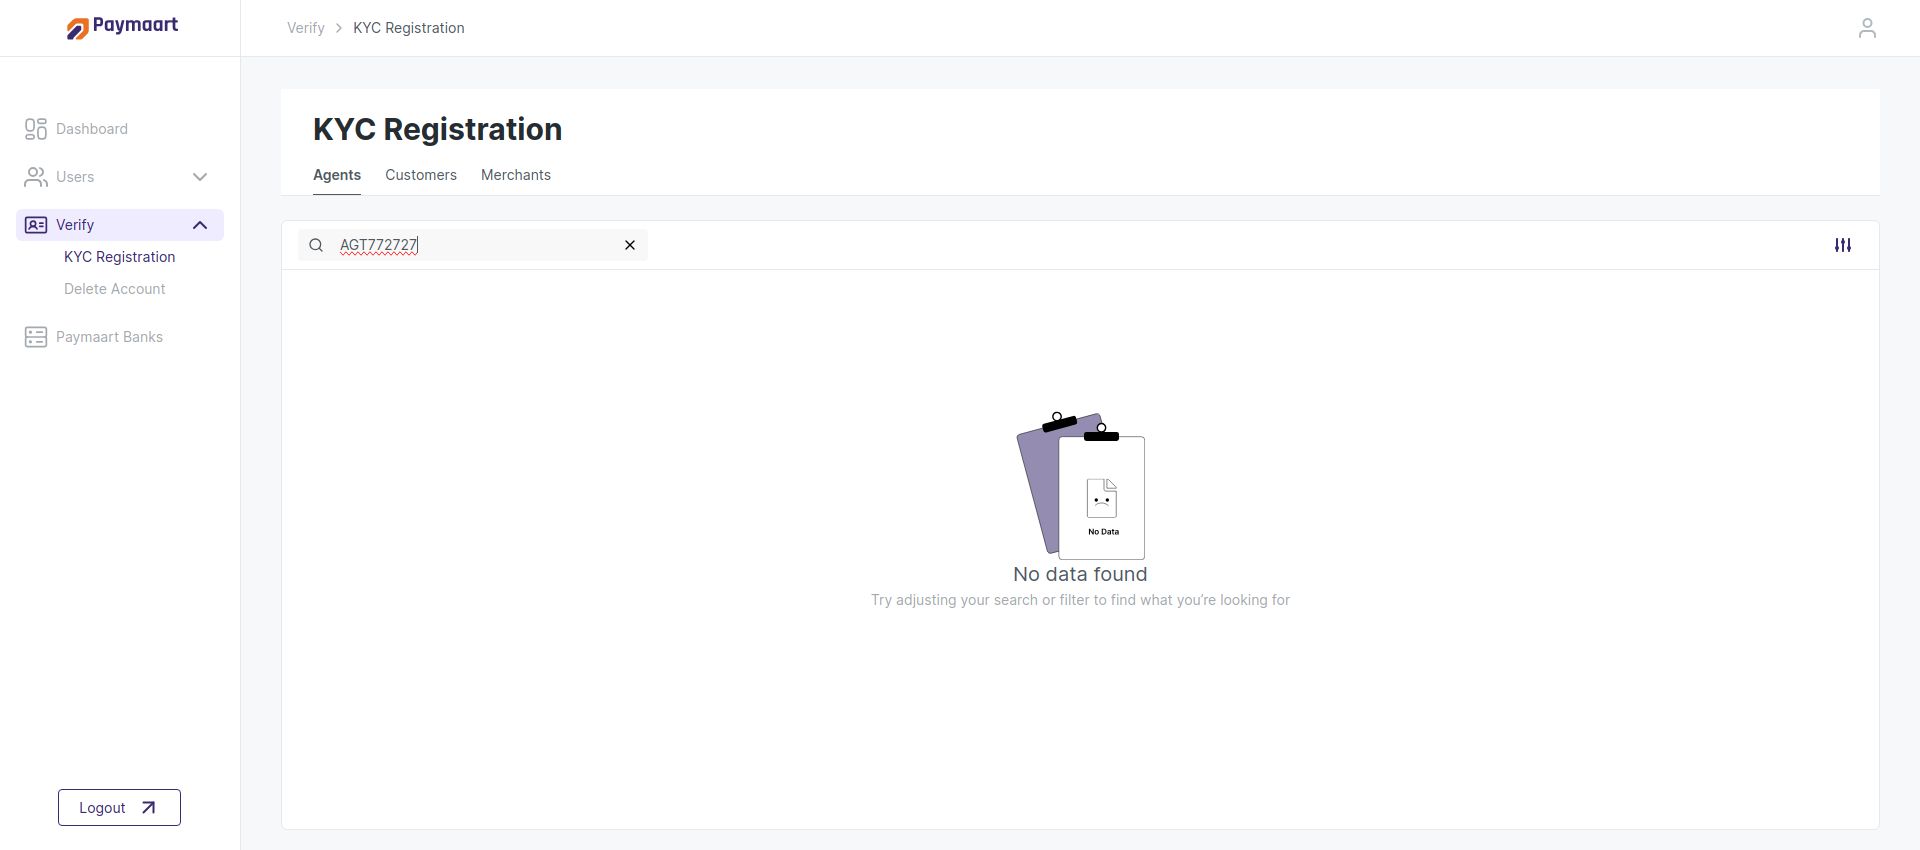 Paymaart
Verify > KYC Registration
Dashboard
Users
Verify
KYC Registration
Delete Account
Paymaart Banks
Logout
KYC Registration
Agents Customers Merchants
AGT772727
No Data
No data found
Try adjusting your search or filter to find what you’re looking for